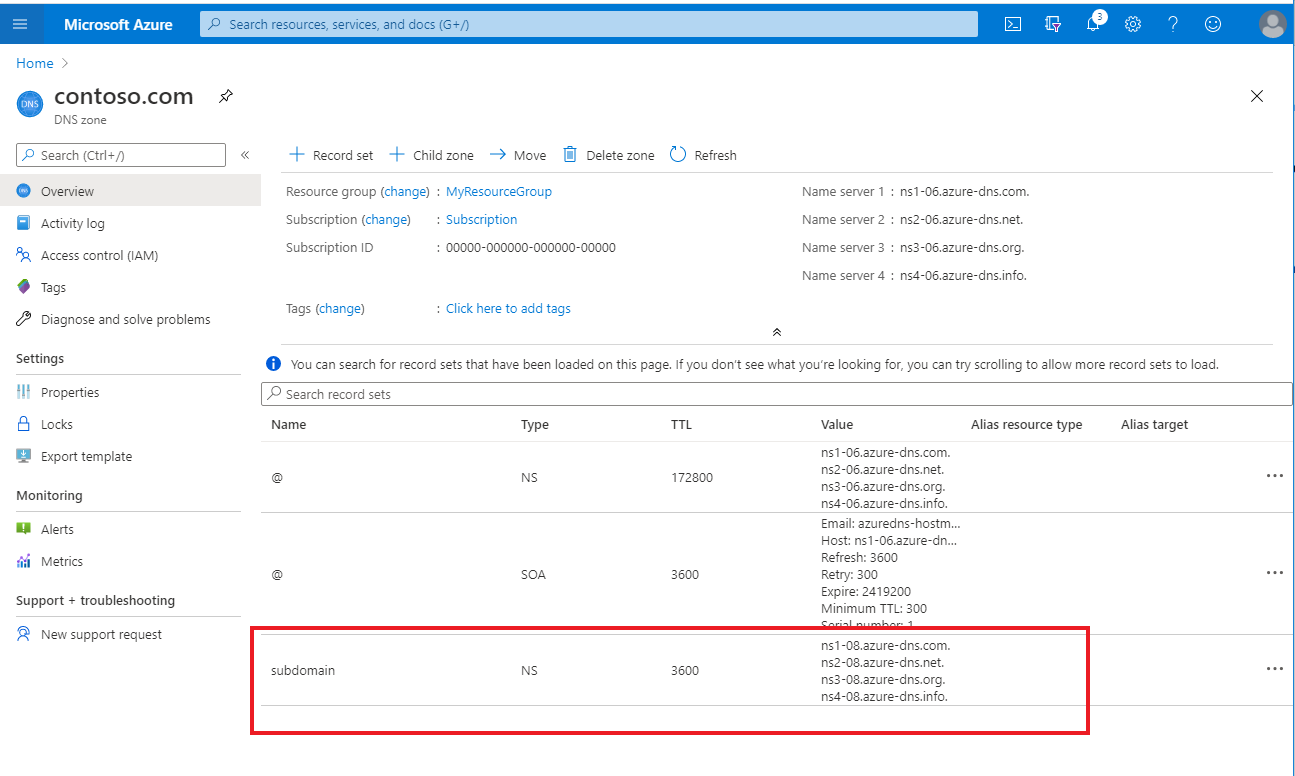 Microsoft Azure
Search resources, services, and docs (G+/)
3
Home
DNS
contoso.com
DNS zone
Search (Ctrl+/)
Overview
Activity log
Access control (IAM)
Tags
Diagnose and solve problems
Settings
Properties
Locks
Export template
Monitoring
Alerts
Metrics
Support + troubleshooting
New support request
Record set Child zone Move Delete zone Refresh
Resource group (change) : MyResourceGroup
Subscription (change) : Subscription
Subscription ID : 00000-000000-000000-00000
Tags (change) : Click here to add tags
Name server 1 : ns1-06.azure-dns.com.
Name server 2 : ns2-06.azure-dns.net.
Name server 3 : ns3-06.azure-dns.org.
Name server 4 : ns4-06.azure-dns.info.
You can search for record sets that have been loaded on this page. If you don't see what you're looking for, you can try scrolling to allow more record sets to load.
Search record sets
Name Type TTL Value Alias resource type Alias target
@ NS 172800
ns1-06.azure-dns.com.
ns2-06.azure-dns.net.
ns3-06.azure-dns.org.
ns4-06.azure-dns.info.
@ SOA 3600
Email: azuredns-hostm...
Host: ns1-06.azure-dn...
Refresh: 3600
Retry: 300
Expire: 2419200
Minimum TTL: 300
Serial number: 1
subdomain NS 3600
ns1-08.azure-dns.com.
ns2-08.azure-dns.net.
ns3-08.azure-dns.org.
ns4-08.azure-dns.info.